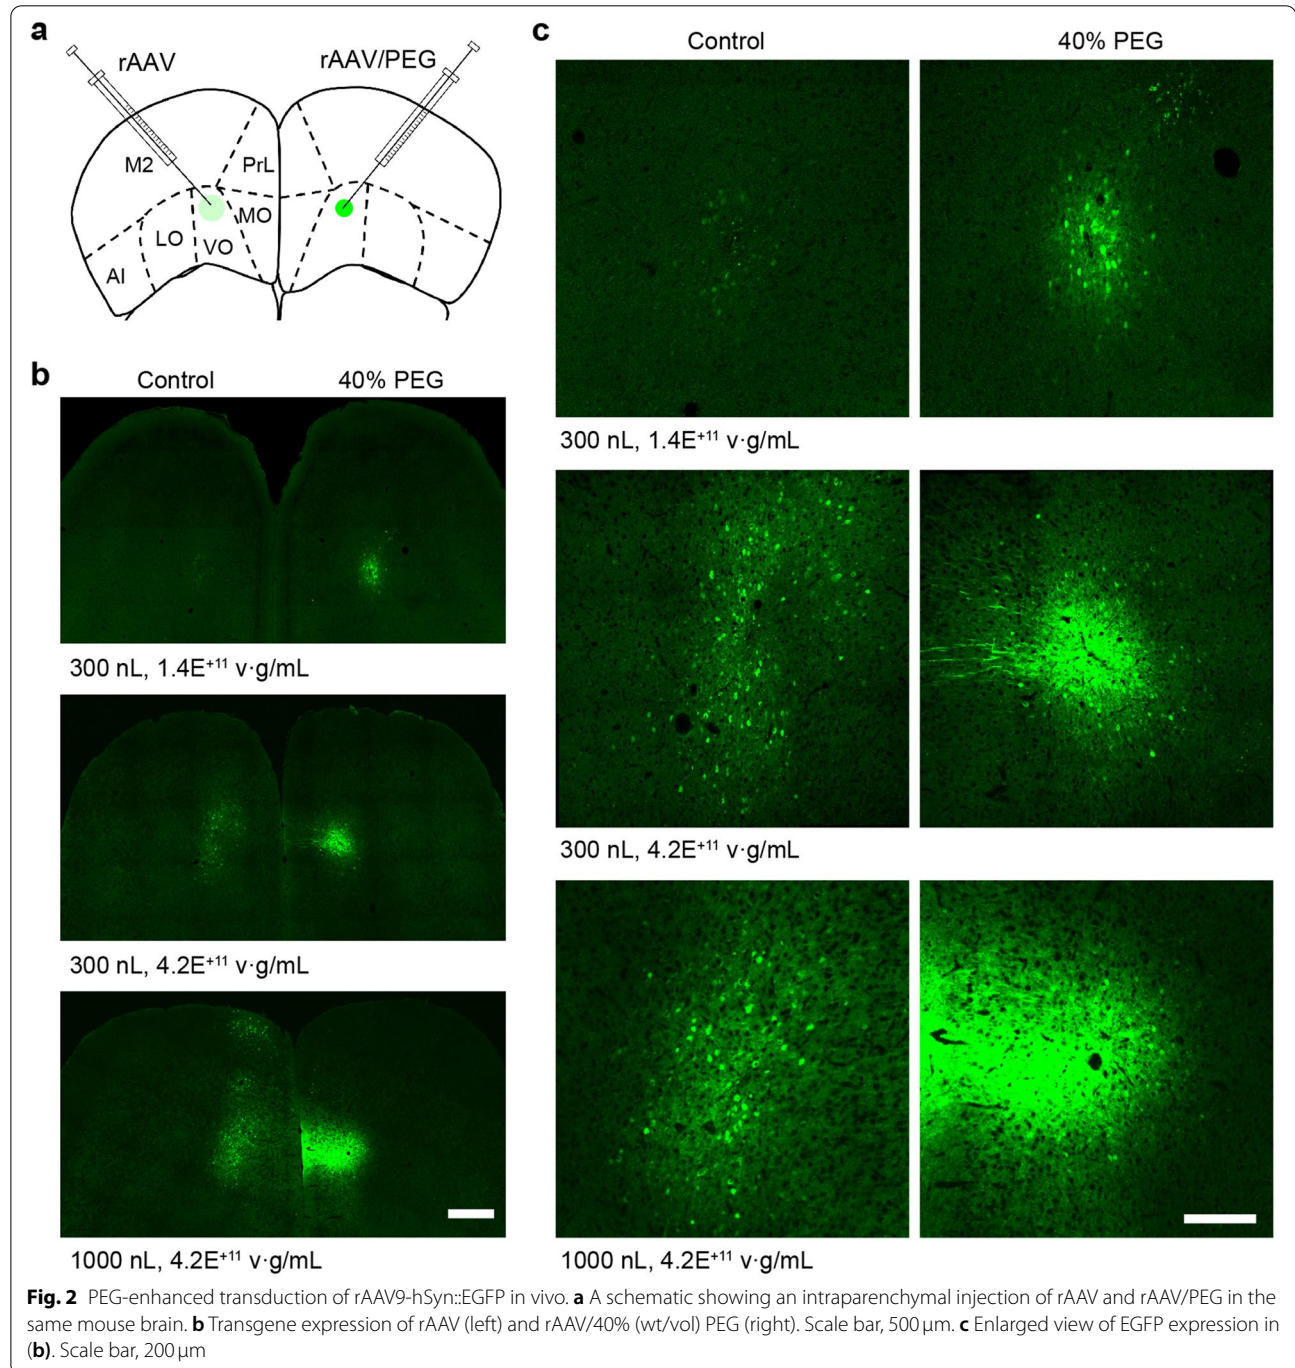 a
rAAV
rAAV/PEG
M2
PrL
MO
LO
VO
AI
b
Control
40% PEG
300 nL, 1.4E⁺¹¹ v·g/mL
300 nL, 4.2E⁺¹¹ v·g/mL
1000 nL, 4.2E⁺¹¹ v·g/mL
c
Control
40% PEG
300 nL, 1.4E⁺¹¹ v·g/mL
300 nL, 4.2E⁺¹¹ v·g/mL
1000 nL, 4.2E⁺¹¹ v·g/mL
Fig. 2 PEG-enhanced transduction of rAAV9-hSyn::EGFP in vivo. a A schematic showing an intraparenchymal injection of rAAV and rAAV/PEG in the
same mouse brain. b Transgene expression of rAAV (left) and rAAV/40% (wt/vol) PEG (right). Scale bar, 500 µm. c Enlarged view of EGFP expression in
(b). Scale bar, 200 µm